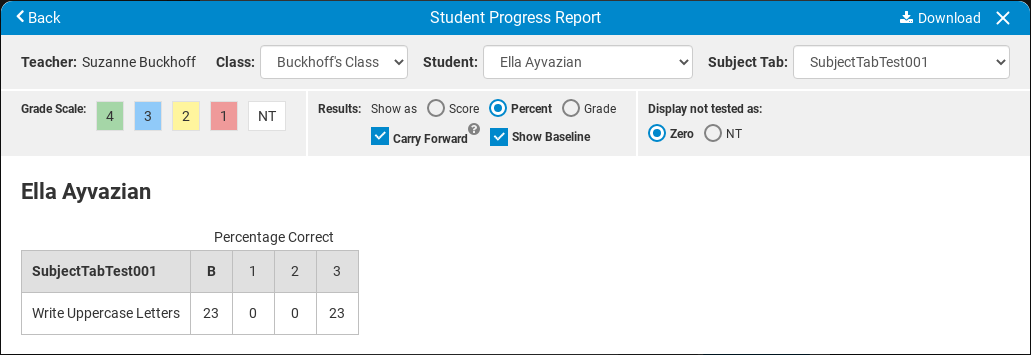 Back Student Progress Report Download
Teacher: Suzanne Buckhoff Class: Buckhoff's Class Student: Ella Ayvazian Subject Tab: SubjectTabTest001
Grade Scale: 4 3 2 1 NT Results: Show as Score Percent Grade Display not tested as:
Carry Forward ? Show Baseline Zero NT
Ella Ayvazian
Percentage Correct
SubjectTabTest001 B 1 2 3
Write Uppercase Letters 23 0 0 23